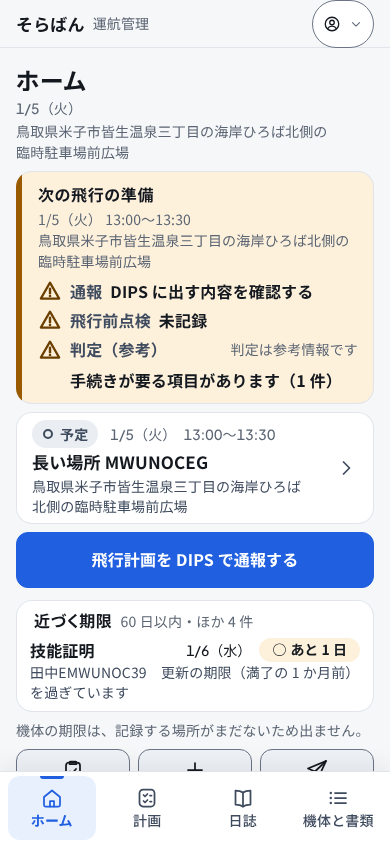 そらばん 運航管理
ホーム
1/5（火）
鳥取県米子市皆生温泉三丁目の海岸ひろば北側の
臨時駐車場前広場
次の飛行の準備
1/5（火） 13:00〜13:30
鳥取県米子市皆生温泉三丁目の海岸ひろば北側の
臨時駐車場前広場
通報 DIPS に出す内容を確認する
飛行前点検 未記録
判定（参考） 判定は参考情報です
手続きが要る項目があります（1 件）
予定 1/5（火） 13:00〜13:30
長い場所 MWUNOCEG
鳥取県米子市皆生温泉三丁目の海岸ひろば
北側の臨時駐車場前広場
飛行計画を DIPS で通報する
近づく期限 60 日以内・ほか 4 件
技能証明 1/6（水） あと 1 日
田中EMWUNOC39 更新の期限（満了の 1 か月前）
を過ぎています
機体の期限は、記録する場所がまだないため出ません。
ホーム 計画 日誌 機体と書類